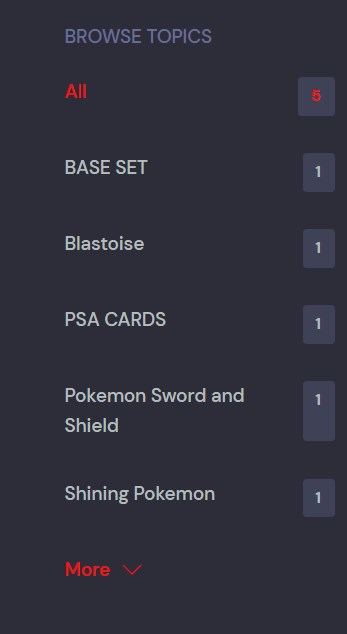 BROWSE TOPICS
All 5
BASE SET 1
Blastoise 1
PSA CARDS 1
Pokemon Sword and 1
Shield
Shining Pokemon 1
More